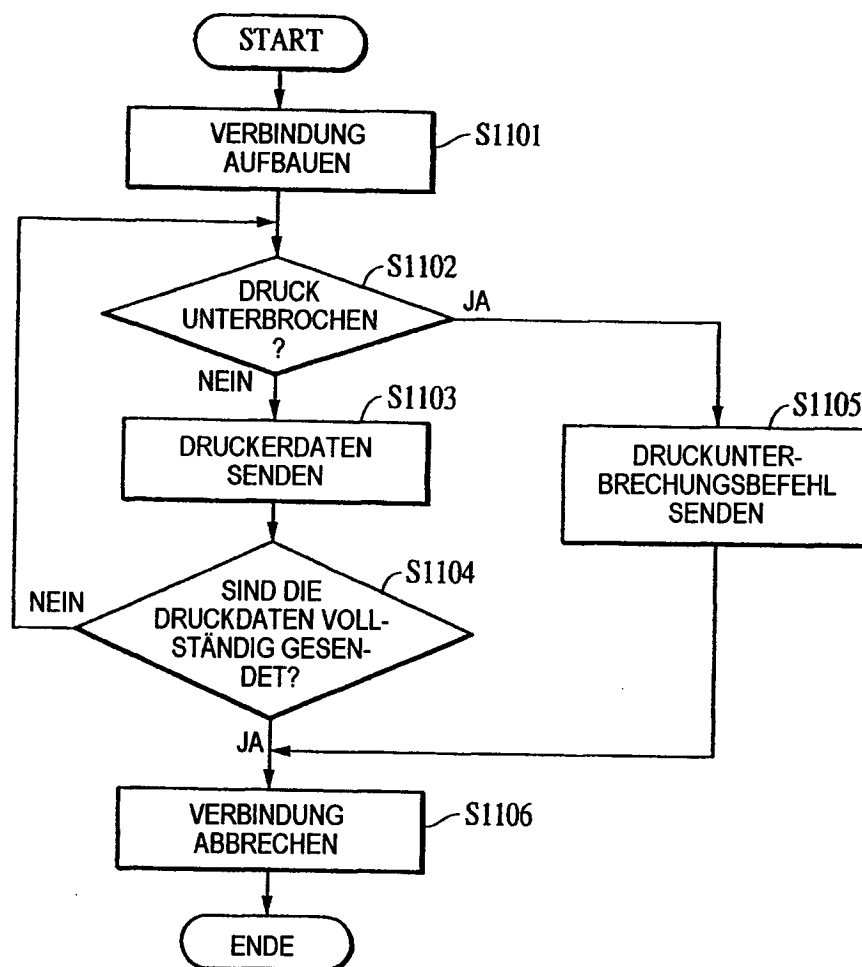 START
VERBINDUNG
AUFBAUEN
S1101
S1102
DRUCK
UNTERBROCHEN
?
JA
NEIN
S1103
DRUCKERDATEN
SENDEN
S1105
DRUCKUNTER-
BRECHUNGSBEFEHL
SENDEN
S1104
NEIN
SIND DIE
DRUCKDATEN VOLL-
STÄNDIG GESEN-
DET?
JA
VERBINDUNG
ABBRECHEN
S1106
ENDE